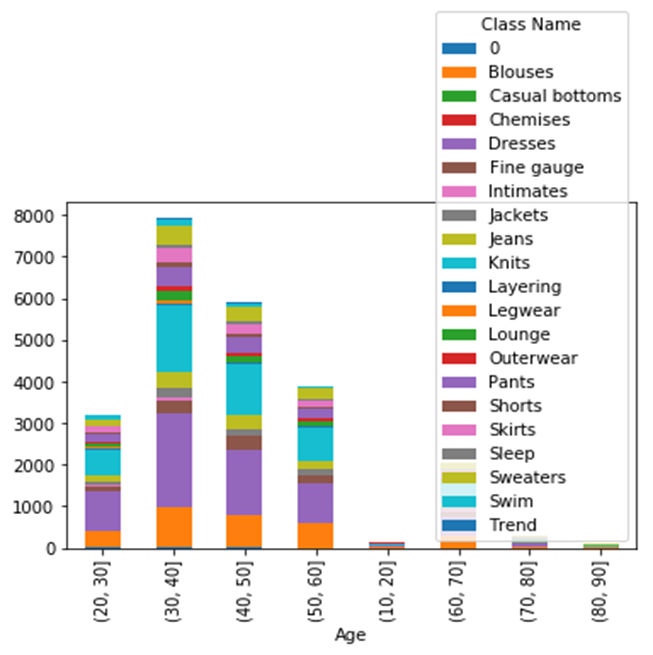 Class Name
0
Blouses
Casual bottoms
Chemises
Dresses
Fine gauge
Intimates
Jackets
Jeans
Knits
Layering
Legwear
Lounge
Outerwear
Pants
Shorts
Skirts
Sleep
Sweaters
Swim
Trend
8000
7000
6000
5000
4000
3000
2000
1000
0
(20, 30]
(30, 40]
(40, 50]
(50, 60]
(10, 20]
(60, 70]
(70, 80]
(80, 90]
Age